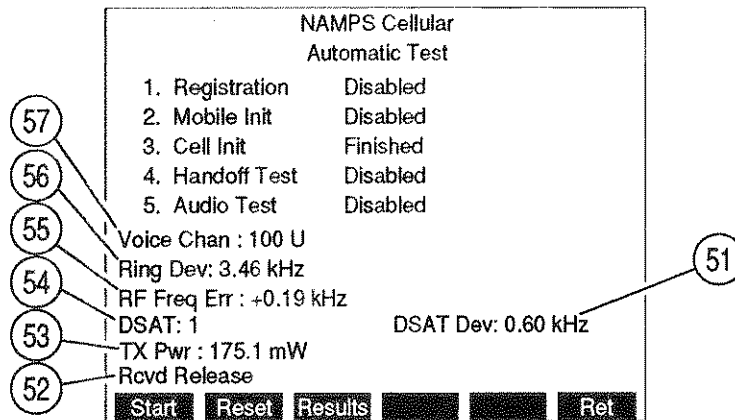 NAMPS Cellular
Automatic Test
1. Registration Disabled
2. Mobile Init Disabled
3. Cell Init Finished
4. Handoff Test Disabled
5. Audio Test Disabled
57
Voice Chan : 100 U
56
Ring Dev: 3.46 kHz
55
RF Freq Err : +0.19 kHz
54
DSAT: 1
51
DSAT Dev: 0.60 kHz
53
TX Pwr : 175.1 mW
52
Rcvd Release
Start Reset Results Ret